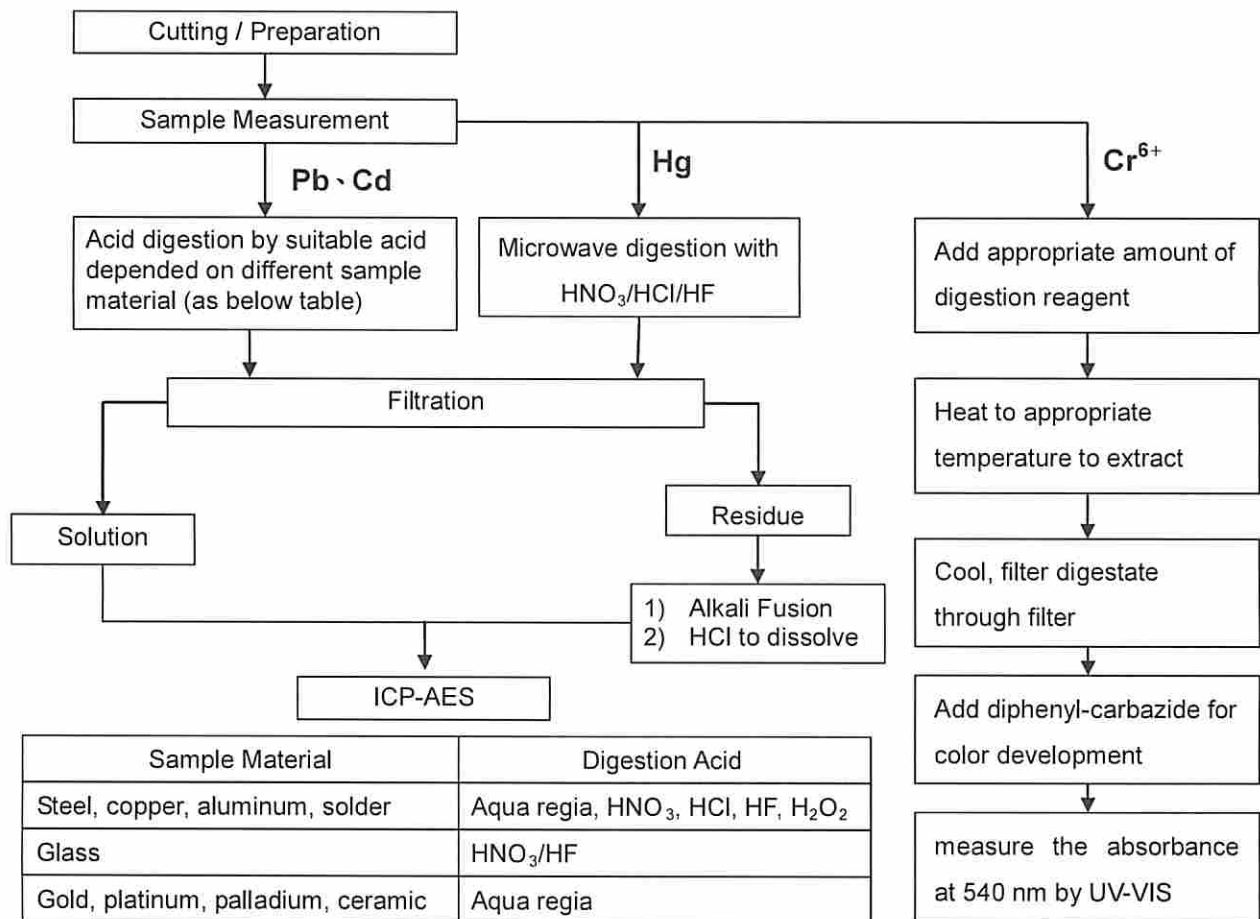 Cutting / Preparation
Sample Measurement
Pb、Cd
Hg
Cr⁶⁺
Acid digestion by suitable acid
depended on different sample
material (as below table)
Microwave digestion with
HNO₃/HCl/HF
Add appropriate amount of
digestion reagent
Filtration
Heat to appropriate
temperature to extract
Solution
Residue
1) Alkali Fusion
2) HCl to dissolve
Cool, filter digestate
through filter
ICP-AES
Add diphenyl-carbazide for
color development
measure the absorbance
at 540 nm by UV-VIS
Sample Material
Digestion Acid
Steel, copper, aluminum, solder
Aqua regia, HNO₃, HCl, HF, H₂O₂
Glass
HNO₃/HF
Gold, platinum, palladium, ceramic
Aqua regia